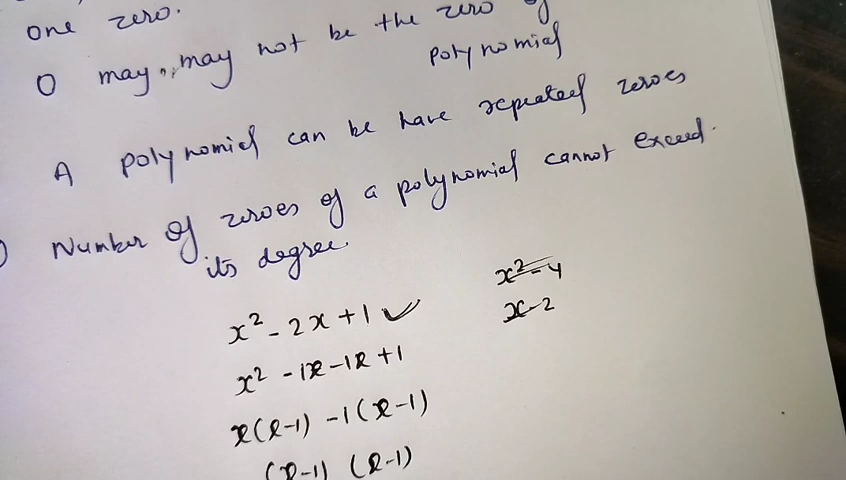 one zero.
0 may, may not be the zero of
polynomial
A polynomial can be have repeated zeroes
Number of zeroes of a polynomial cannot exceed.
its degree.
x² - 2x + 1 ✓
x² - 4
x - 2
x² - 1x - 1x + 1
x(x-1) - 1(x-1)
(x-1) (x-1)